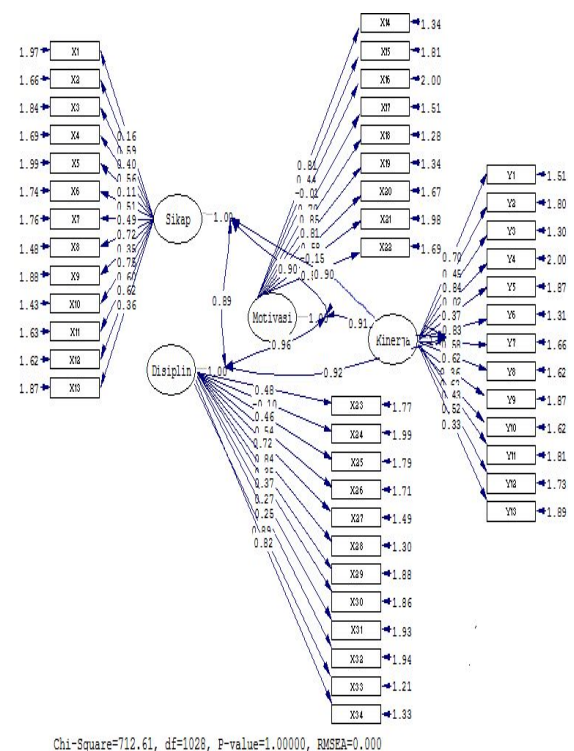 1.97 X1
1.66 X2
1.84 X3
1.69 X4
1.99 X5
1.74 X6
1.76 X7
1.48 X8
1.88 X9
1.43 X10
1.63 X11
1.62 X12
1.87 X13
0.16
0.59
0.40
0.56
0.11
0.51
0.49
0.72
0.35
0.62
0.36
Sikap
1.00
X14 1.34
X15 1.81
X16 2.00
X17 1.51
X18 1.28
X19 1.34
X20 1.67
X21 1.98
X22 1.69
0.81
0.44
-0.01
0.85
0.81
-0.15
0.90
0.90
0.89
Motivasi
1.00
0.91
0.96
Kinerja
0.92
Disiplin
1.00
Y1 1.51
Y2 1.80
Y3 1.30
Y4 2.00
Y5 1.87
Y6 1.31
Y7 1.66
Y8 1.62
Y9 1.87
Y10 1.62
Y11 1.81
Y12 1.73
Y13 1.89
0.70
0.45
0.84
0.02
0.37
0.83
0.58
0.62
0.36
0.62
0.43
0.52
0.33
0.48
-0.10
0.46
0.54
0.72
0.84
0.35
0.37
0.27
0.25
0.89
0.82
X23 1.77
X24 1.99
X25 1.79
X26 1.71
X27 1.49
X28 1.30
X29 1.88
X30 1.86
X31 1.93
X32 1.94
X33 1.21
X34 1.33
Chi-Square=712.61, df=1028, P-value=1.00000, RMSEA=0.000